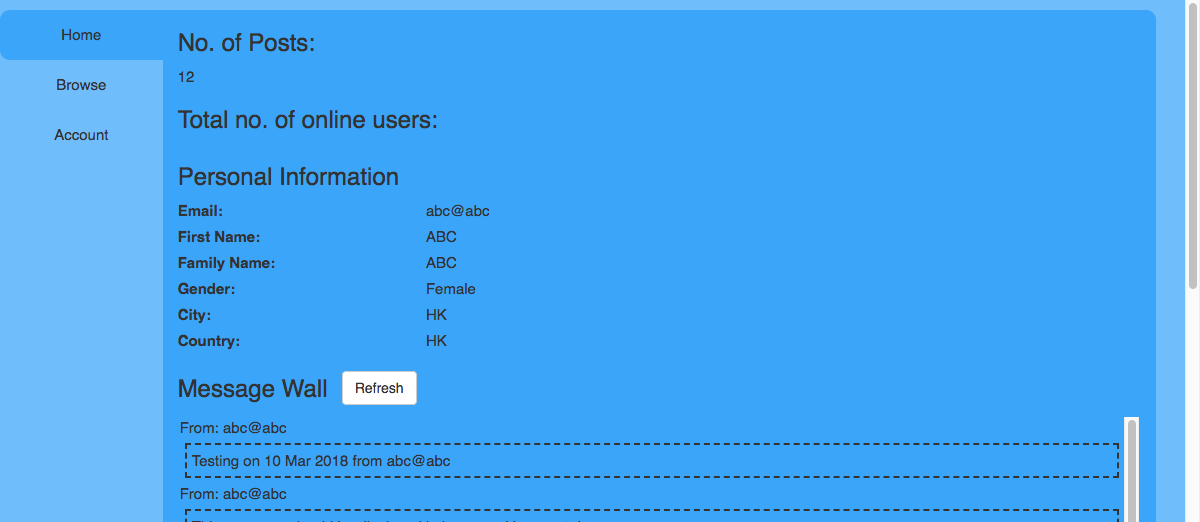 Home
Browse
Account
No. of Posts:
12
Total no. of online users:
Personal Information
Email: abc@abc
First Name: ABC
Family Name: ABC
Gender: Female
City: HK
Country: HK
Message Wall Refresh
From: abc@abc
Testing on 10 Mar 2018 from abc@abc
From: abc@abc